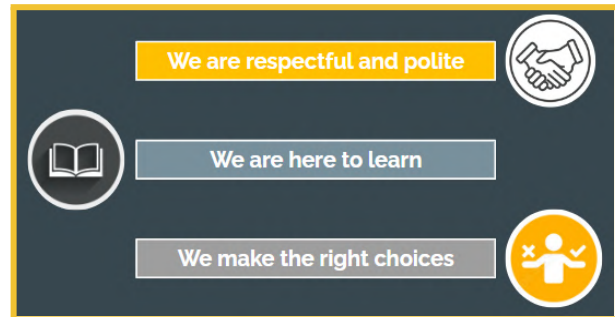 We are respectful and polite
We are here to learn
We make the right choices